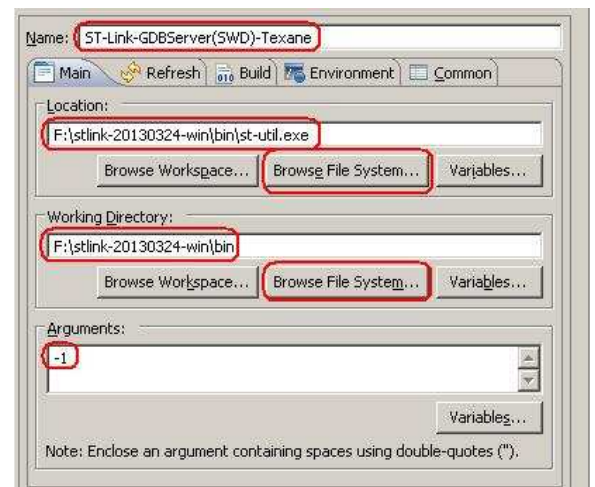 Name: ST-Link-GDBServer(SWD)-Texane
Main Refresh Build Environment Common
Location:
F:\stlink-20130324-win\bin\st-util.exe
Browse Workspace... Browse File System... Variables...
Working Directory:
F:\stlink-20130324-win\bin
Browse Workspace... Browse File System... Variables...
Arguments:
-1
Variables...
Note: Enclose an argument containing spaces using double-quotes (").